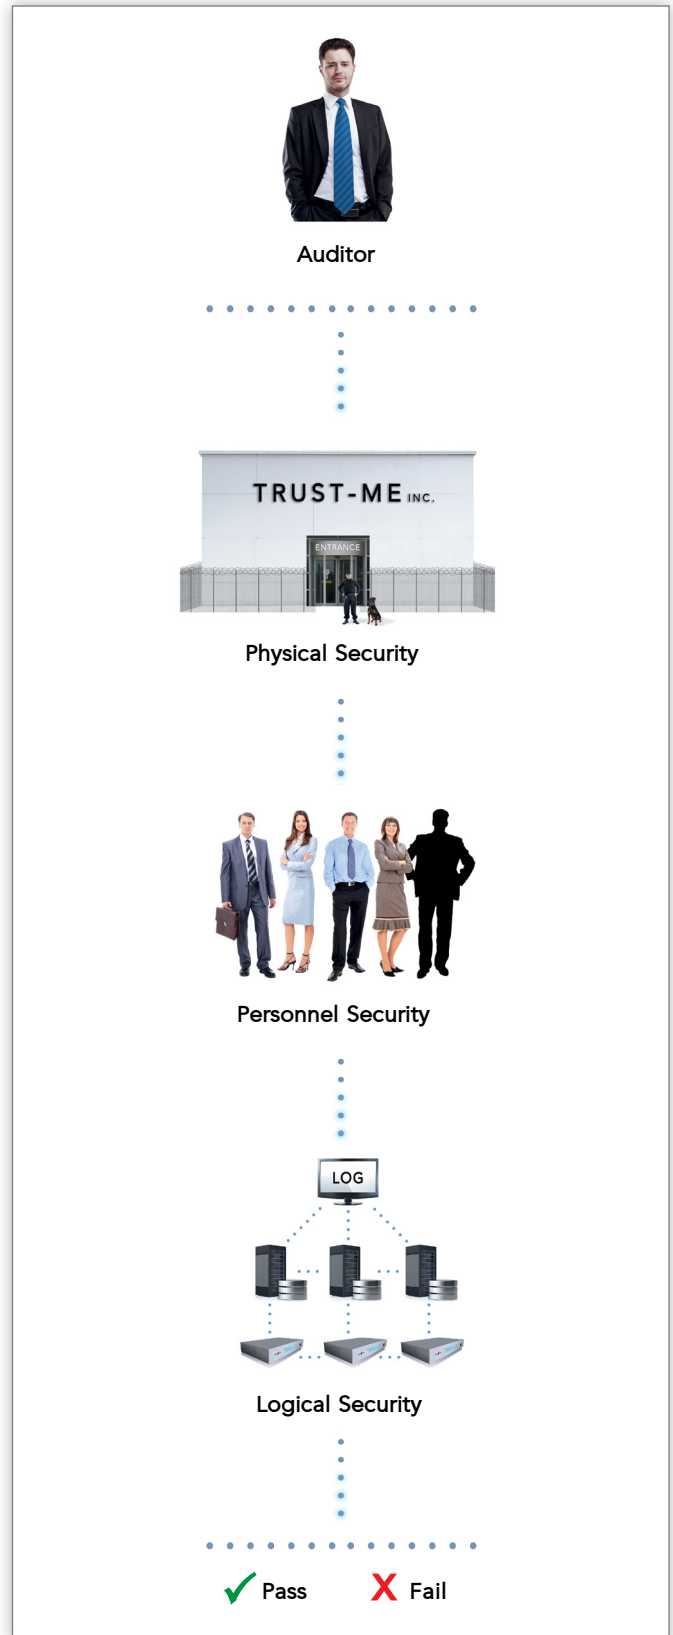 Auditor
TRUST-ME INC.
ENTRANCE
Physical Security
Personnel Security
LOG
Logical Security
Pass
X Fail